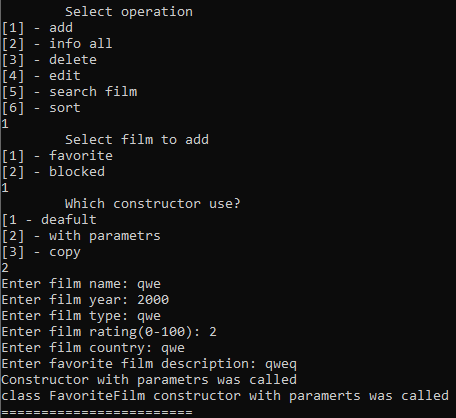 Select operation
[1] - add
[2] - info all
[3] - delete
[4] - edit
[5] - search film
[6] - sort
1
Select film to add
[1] - favorite
[2] - blocked
1
Which constructor use?
[1 - deafult
[2] - with parametrs
[3] - copy
2
Enter film name: qwe
Enter film year: 2000
Enter film type: qwe
Enter film rating(0-100): 2
Enter film country: qwe
Enter favorite film description: qweq
Constructor with parametrs was called
class FavoriteFilm constructor with paramerts was called
========================